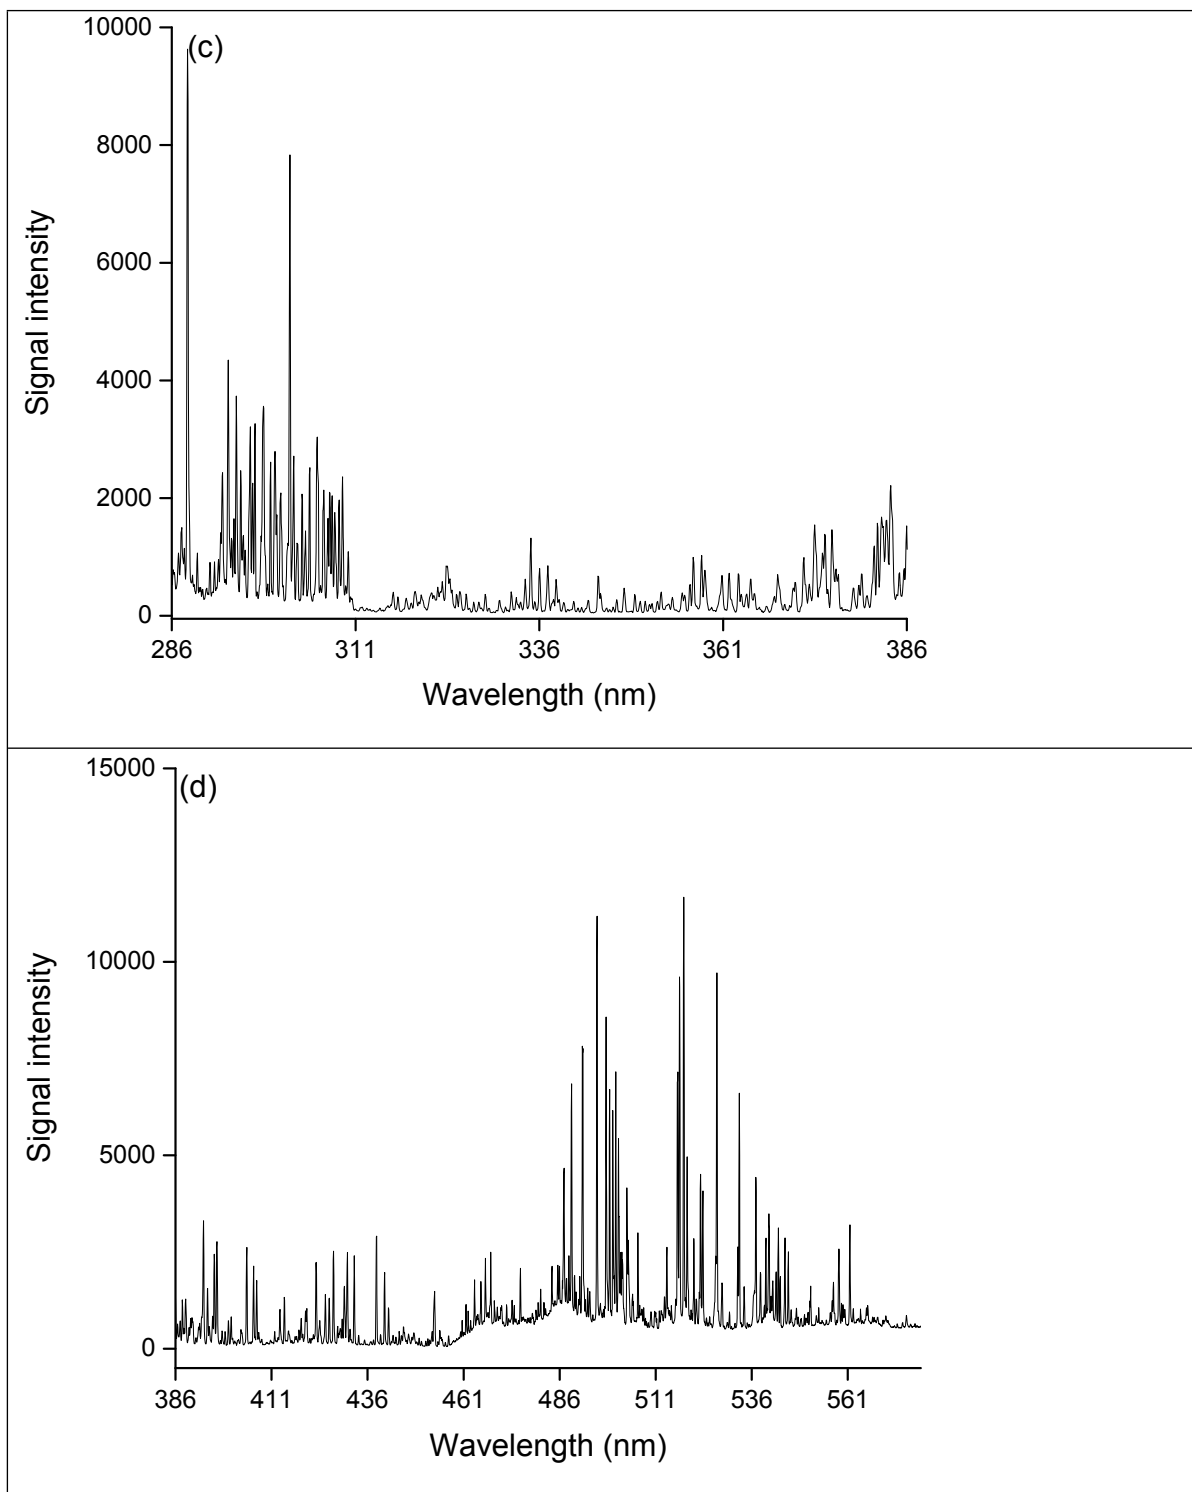 (c)
10000
8000
6000
4000
2000
0
Signal intensity
286 311 336 361 386
Wavelength (nm)
(d)
15000
10000
5000
0
Signal intensity
386 411 436 461 486 511 536 561
Wavelength (nm)